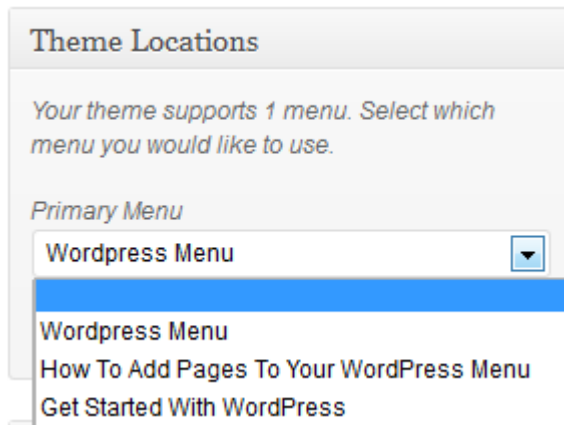 Theme Locations
Your theme supports 1 menu. Select which
menu you would like to use.
Primary Menu
Wordpress Menu
Wordpress Menu
How To Add Pages To Your WordPress Menu
Get Started With WordPress